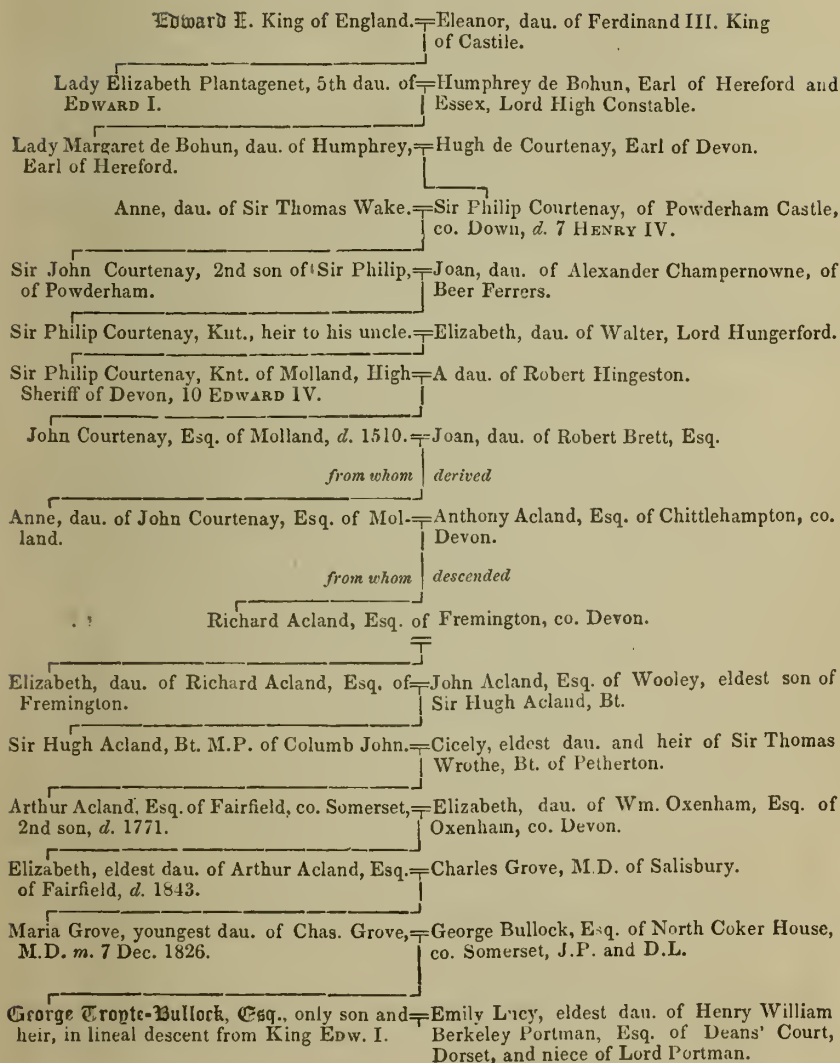 Edward I. King of England. Eleanor, dau. of Ferdinand III. King
of Castile.
Lady Elizabeth Plantagenet, 5th dau. of
EDWARD I.
Humphrey de Bohun, Earl of Hereford and
Essex, Lord High Constable.
Lady Margaret de Bohun, dau. of Humphrey,
Earl of Hereford.
Hugh de Courtenay, Earl of Devon.
Anne, dau. of Sir Thomas Wake.
Sir Philip Courtenay, of Powderham Castle,
co. Down, d. 7 HENRY IV.
Sir John Courtenay, 2nd son of Sir Philip,
of Powderham.
Joan, dau. of Alexander Champernowne, of
Beer Ferrers.
Sir Philip Courtenay, Knt., heir to his uncle.
Elizabeth, dau. of Walter, Lord Hungerford.
Sir Philip Courtenay, Knt. of Molland, High
Sheriff of Devon, 10 EDWARD IV.
A dau. of Robert Hingeston.
John Courtenay, Esq. of Molland, d. 1510.
Joan, dau. of Robert Brett, Esq.
from whom derived
Anne, dau. of John Courtenay, Esq. of Mol-
land.
Anthony Acland, Esq. of Chittlehampton, co.
Devon.
from whom descended
Richard Acland, Esq. of Fremington, co. Devon.
Elizabeth, dau. of Richard Acland, Esq. of
Fremington.
John Acland, Esq. of Wooley, eldest son of
Sir Hugh Acland, Bt.
Sir Hugh Acland, Bt. M.P. of Columb John.
Cicely, eldest dau. and heir of Sir Thomas
Wrothe, Bt. of Petherton.
Arthur Acland, Esq. of Fairfield, co. Somerset,
2nd son, d. 1771.
Elizabeth, dau. of Wm. Oxenham, Esq. of
Oxenham, co. Devon.
Elizabeth, eldest dau. of Arthur Acland, Esq.
of Fairfield, d. 1843.
Charles Grove, M.D. of Salisbury.
Maria Grove, youngest dau. of Chas. Grove,
M.D. m. 7 Dec. 1826.
George Bullock, Esq. of North Coker House,
co. Somerset, J.P. and D.L.
George Troyte-Bullock, Esq., only son and
heir, in lineal descent from King EDW. I.
Emily Lucy, eldest dau. of Henry William
Berkeley Portman, Esq. of Deans' Court,
Dorset, and niece of Lord Portman.